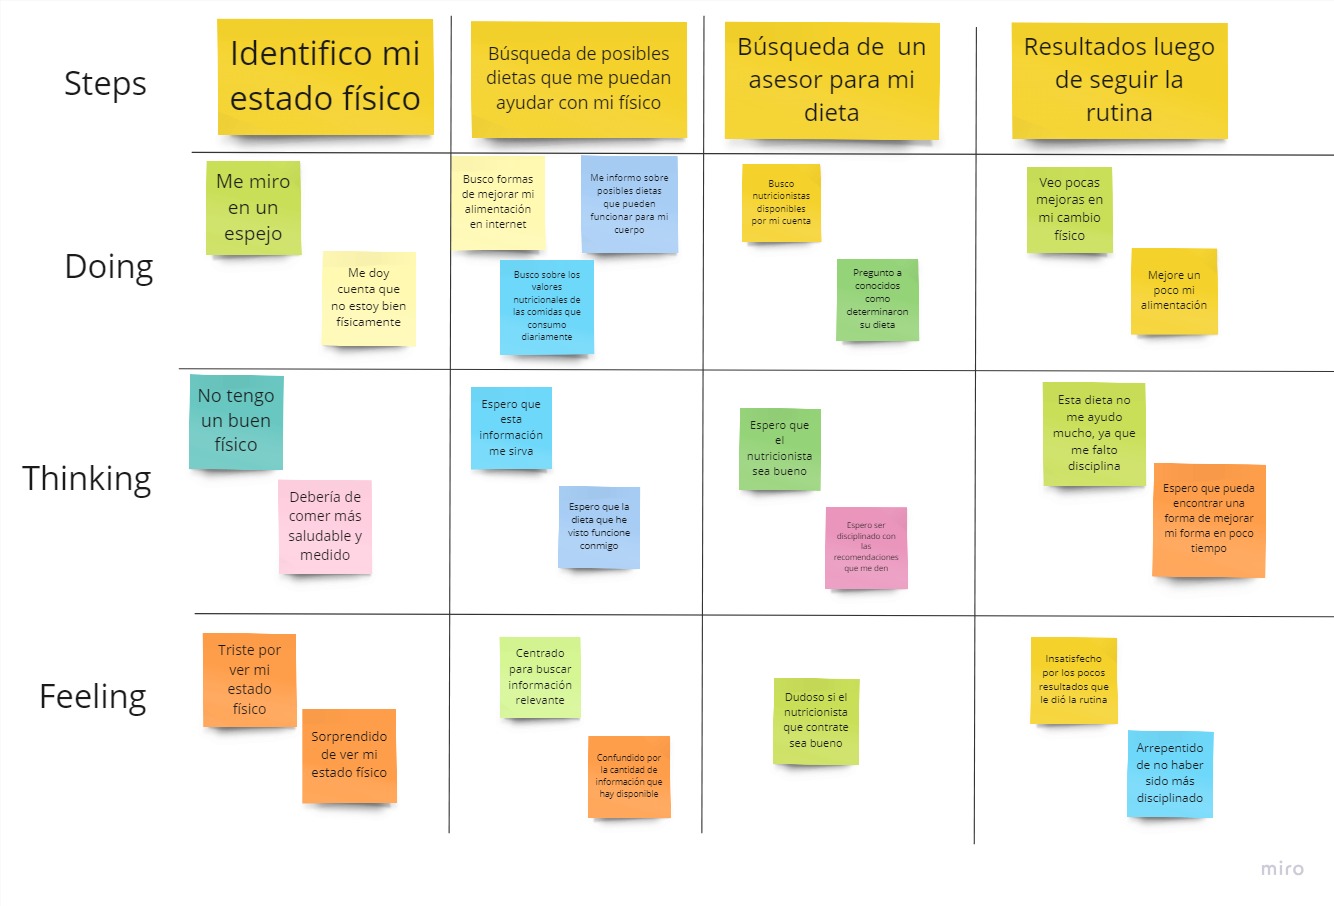 Steps
Identifico mi
estado físico
Búsqueda de posibles
dietas que me puedan
ayudar con mi físico
Búsqueda de un
asesor para mi
dieta
Resultados luego
de seguir la
rutina
Doing
Me miro
en un
espejo
Me doy
cuenta que
no estoy bien
físicamente
Busco formas
de mejorar mi
alimentación
en internet
Me informo sobre
posibles dietas
que pueden
funcionar para mi
cuerpo
Busco sobre los
valores
nutricionales de
las comidas que
consumo
diariamente
Busco
nutricionistas
disponibles
por mi cuenta
Pregunto a
conocidos
como
determinaron
su dieta
Veo pocas
mejoras en
mi cambio
físico
Mejore un
poco mi
alimentación
Thinking
No tengo
un buen
físico
Debería de
comer más
saludable y
medido
Espero que
esta
información
me sirva
Espero que la
dieta que he
visto funcione
conmigo
Espero que
el
nutricionista
sea bueno
Espero ser
disciplinado con
las
recomendaciones
que me den
Esta dieta no
me ayudo
mucho, ya que
me falto
disciplina
Espero que pueda
encontrar una
forma de mejorar
mi forma en poco
tiempo
Feeling
Triste por
ver mi
estado
físico
Sorprendido
de ver mi
estado físico
Centrado
para buscar
información
relevante
Confundido por
la cantidad de
información que
hay disponible
Dudoso si el
nutricionista
que contrate
sea bueno
Insatisfecho
por los pocos
resultados que
le dió la rutina
Arrepentido
de no haber
sido más
disciplinado
miro